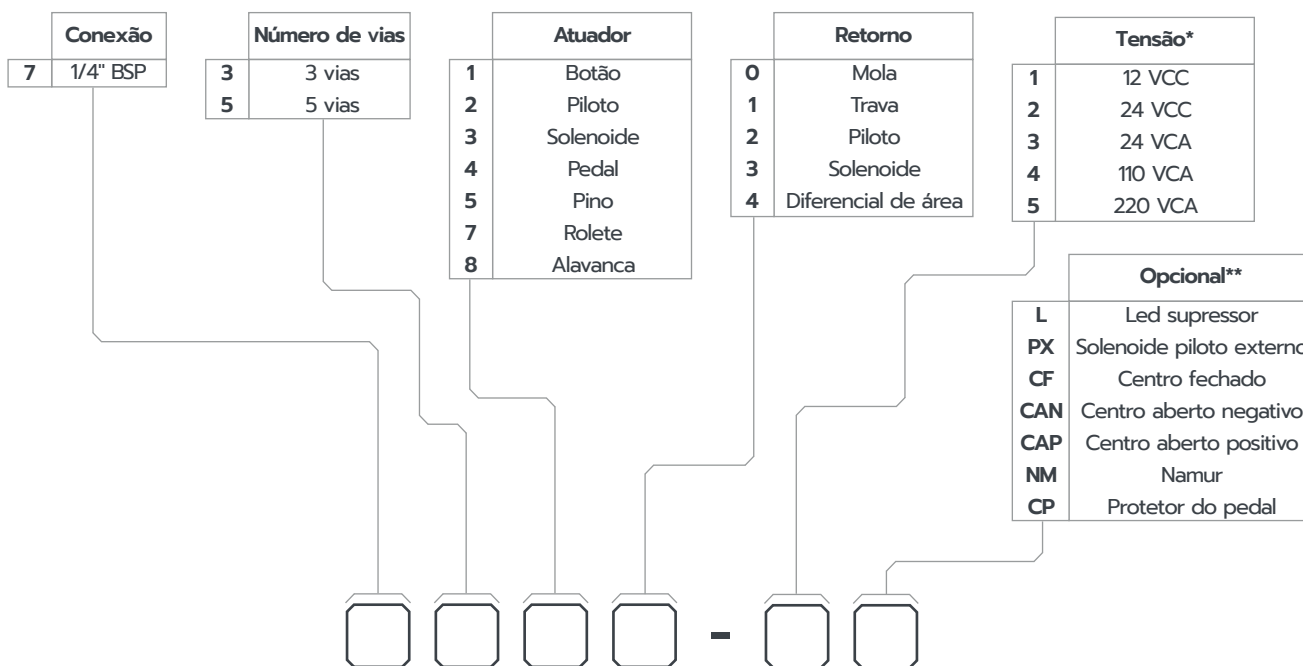 Conexão
7 1/4" BSP
Número de vias
3 3 vias
5 5 vias
Atuador
1 Botão
2 Piloto
3 Solenoide
4 Pedal
5 Pino
7 Rolete
8 Alavanca
Retorno
0 Mola
1 Trava
2 Piloto
3 Solenoide
4 Diferencial de área
Tensão*
1 12 VCC
2 24 VCC
3 24 VCA
4 110 VCA
5 220 VCA
Opcional**
L Led supressor
PX Solenoide piloto externo
CF Centro fechado
CAN Centro aberto negativo
CAP Centro aberto positivo
NM Namur
CP Protetor do pedal
-